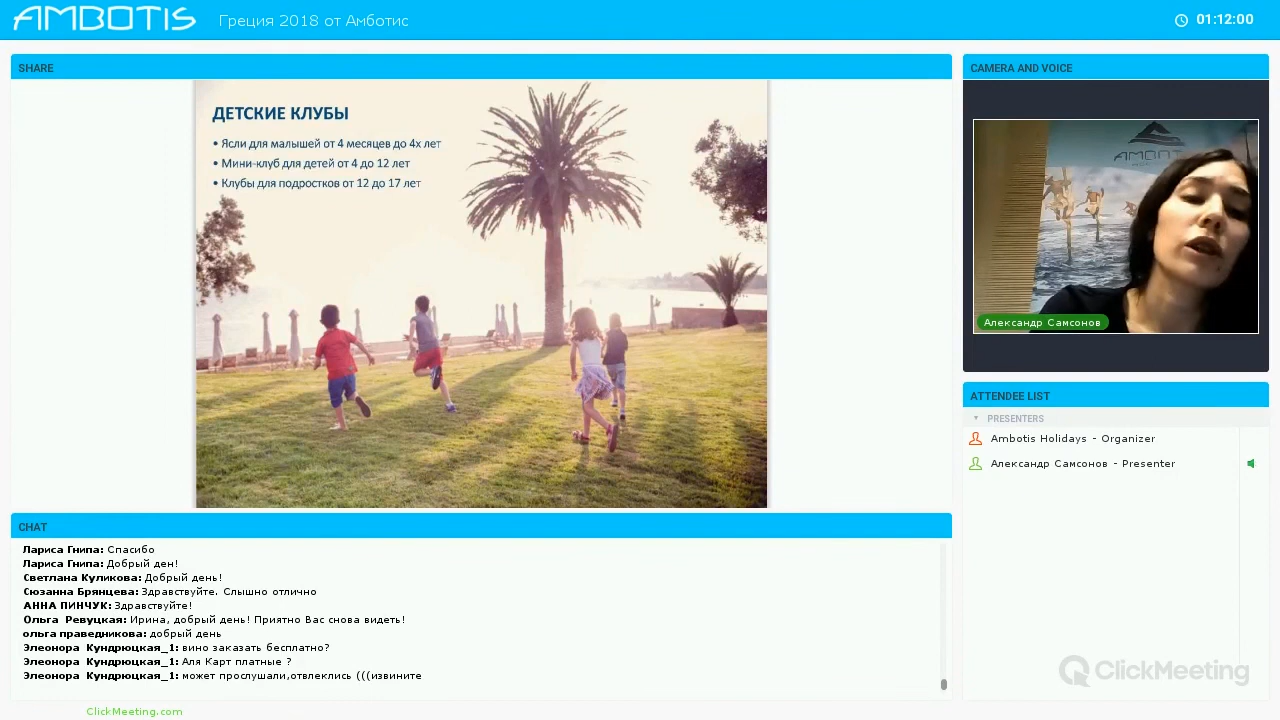 AMBOTIS Греция 2018 от Амботис 01:12:00
SHARE
ДЕТСКИЕ КЛУБЫ
• Ясли для малышей от 4 месяцев до 4х лет
• Мини-клуб для детей от 4 до 12 лет
• Клубы для подростков от 12 до 17 лет
CAMERA AND VOICE
Александр Самсонов
ATTENDEE LIST
PRESENTERS
Ambotis Holidays - Organizer
Александр Самсонов - Presenter
ClickMeeting
CHAT
Лариса Гнипа: Спасибо
Лариса Гнипа: Добрый ден!
Светлана Куликова: Добрый день!
Сюзанна Брянцева: Здравствуйте. Слышно отлично
АННА ПИНЧУК: Здравствуйте!
Ольга Ревуцкая: Ирина, добрый день! Приятно Вас снова видеть!
ольга праведникова: добрый день
Элеонора Кундрюцкая_1: вино заказать бесплатно?
Элеонора Кундрюцкая_1: Аля Карт платные ?
Элеонора Кундрюцкая_1: может прослушали,отвлеклись (((извините
ClickMeeting.com